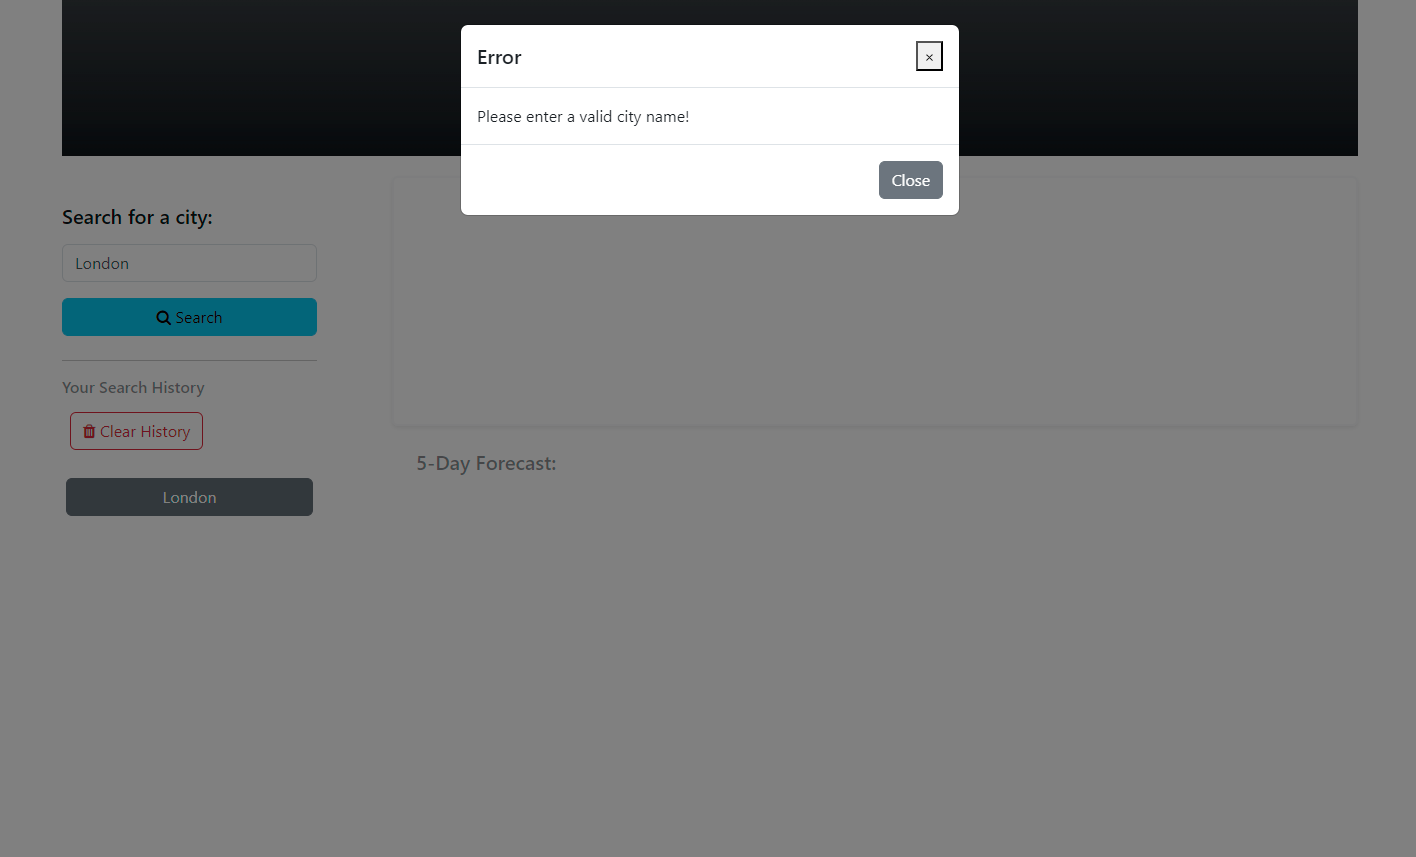 Error
×
Please enter a valid city name!
Close
Search for a city:
London
Search
Your Search History
Clear History
London
5-Day Forecast: